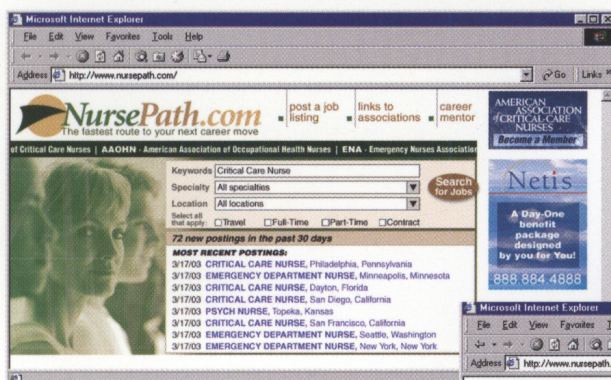 Microsoft Internet Explorer
File Edit View Favorites Tools Help
Address http://www.nursepath.com/ Go Links »
NursePath.com
The fastest route to your next career move
post a job listing
links to associations
career mentor
AMERICAN ASSOCIATION of CRITICAL-CARE NURSES
Become a Member
of Critical Care Nurses | AAOHN - American Association of Occupational Health Nurses | ENA - Emergency Nurses Association
Keywords Critical Care Nurse
Specialty All specialties
Location All locations
Search for Jobs
Select all that apply: Travel Full-Time Part-Time Contract
72 new postings in the past 30 days
MOST RECENT POSTINGS:
3/17/03 CRITICAL CARE NURSE, Philadelphia, Pennsylvania
3/17/03 EMERGENCY DEPARTMENT NURSE, Minneapolis, Minnesota
3/17/03 CRITICAL CARE NURSE, Dayton, Florida
3/17/03 CRITICAL CARE NURSE, San Diego, California
3/17/03 PSYCH NURSE, Topeka, Kansas
3/17/03 CRITICAL CARE NURSE, San Francisco, California
3/17/03 EMERGENCY DEPARTMENT NURSE, Seattle, Washington
3/17/03 EMERGENCY DEPARTMENT NURSE, New York, New York
Netis
A Day-One
benefit
package
designed
by you for You!
888 884 4888
Microsoft Internet Explorer
File Edit View Favorites
Address http://www.nursepath.